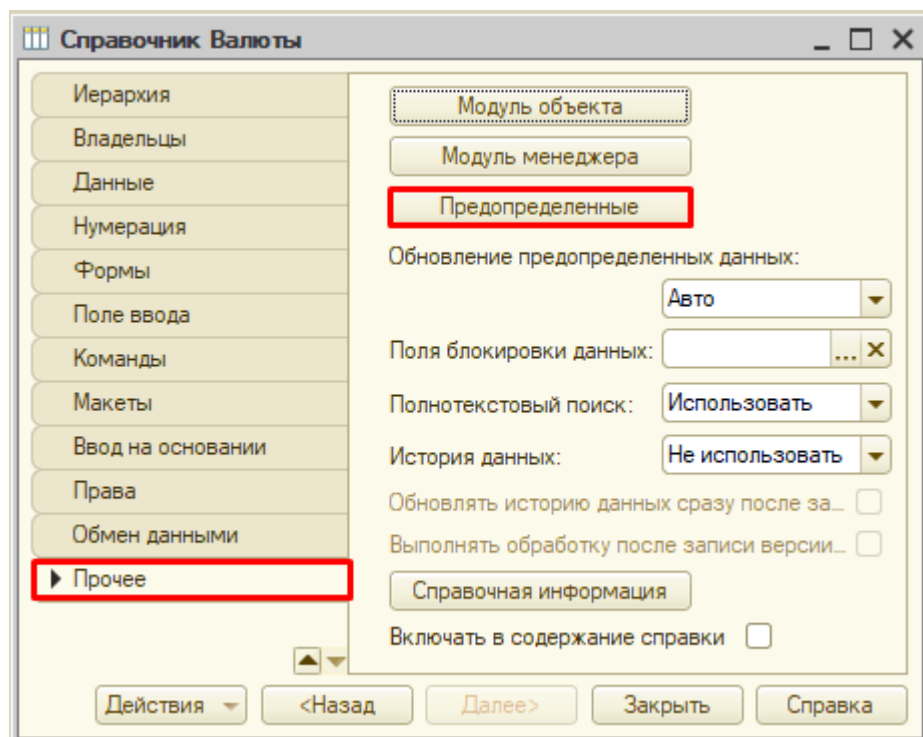 Справочник Валюты
Иерархия
Владельцы
Данные
Нумерация
Формы
Поле ввода
Команды
Макеты
Ввод на основании
Права
Обмен данными
Прочее
Модуль объекта
Модуль менеджера
Предопределенные
Обновление предопределенных данных:
Авто
Поля блокировки данных: ...
Полнотекстовый поиск: Использовать
История данных: Не использовать
Обновлять историю данных сразу после за...
Выполнять обработку после записи версии...
Справочная информация
Включать в содержание справки
Действия <Назад Далее> Закрыть Справка